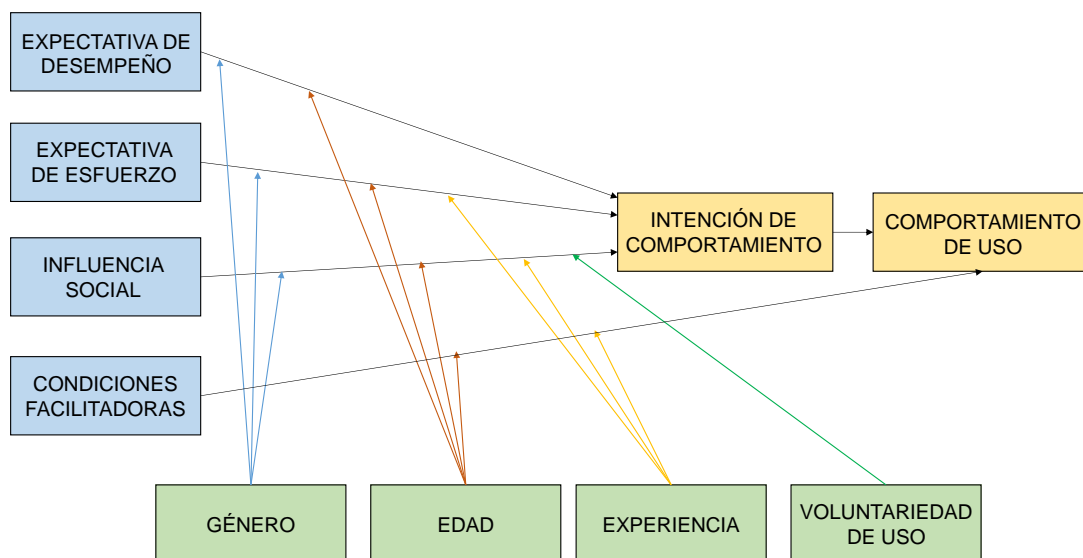 EXPECTATIVA DE
DESEMPEÑO
EXPECTATIVA
DE ESFUERZO
INFLUENCIA
SOCIAL
CONDICIONES
FACILITADORAS
INTENCIÓN DE
COMPORTAMIENTO
COMPORTAMIENTO
DE USO
GÉNERO
EDAD
EXPERIENCIA
VOLUNTARIEDAD
DE USO